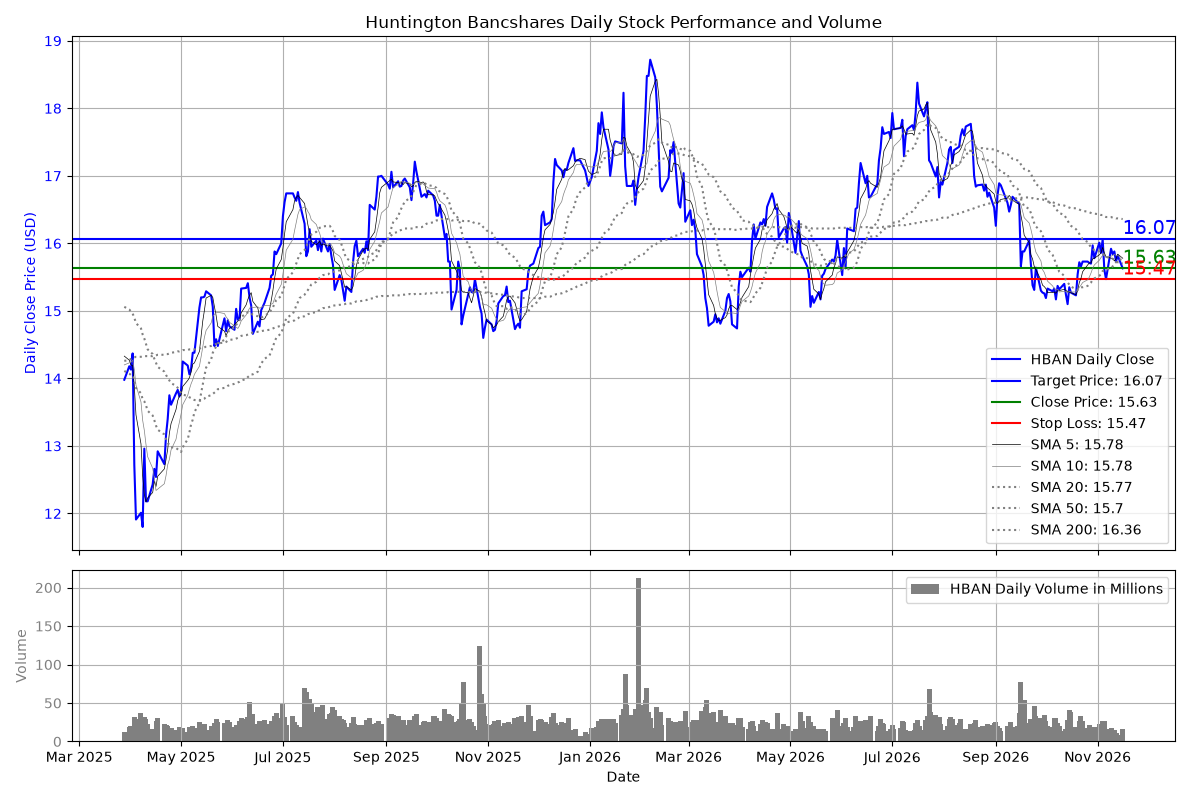 Huntington Bancshares Daily Stock Performance and Volume
Daily Close Price (USD)
19
18
17
16
15
14
13
12
16.07
15.63
15.47
HBAN Daily Close
Target Price: 16.07
Close Price: 15.63
Stop Loss: 15.47
SMA 5: 15.78
SMA 10: 15.78
SMA 20: 15.77
SMA 50: 15.7
SMA 200: 16.36
Volume
200
150
100
50
0
HBAN Daily Volume in Millions
Mar 2025 May 2025 Jul 2025 Sep 2025 Nov 2025 Jan 2026 Mar 2026 May 2026 Jul 2026 Sep 2026 Nov 2026
Date